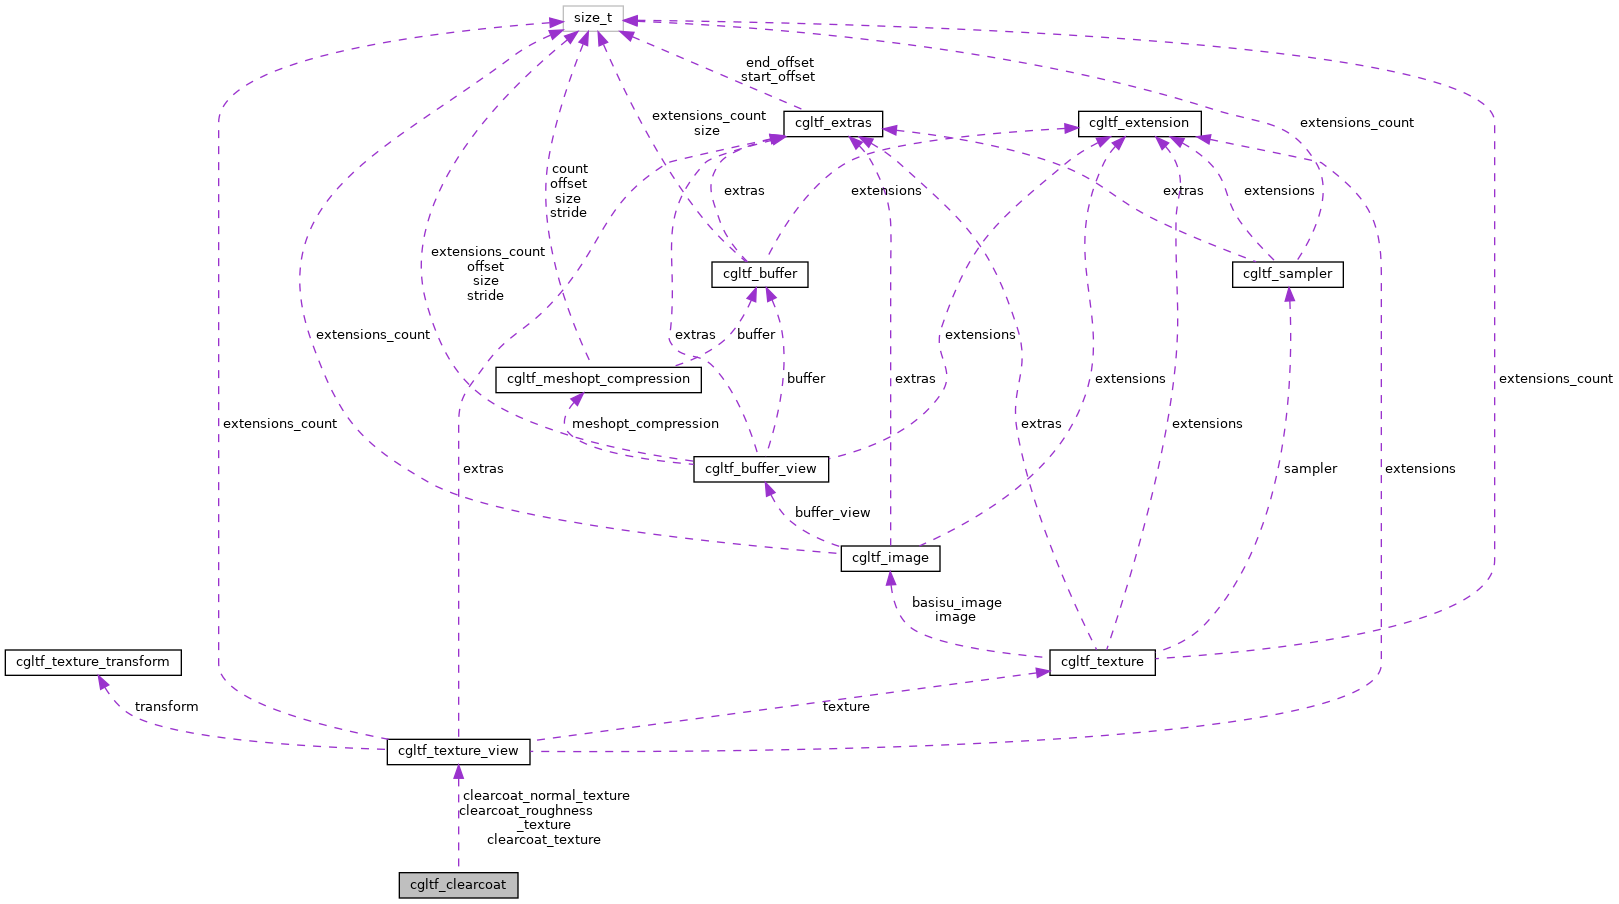 size_t
end_offset
start_offset
extensions_count
size
cgltf_extras
cgltf_extension
extensions_count
count
offset
size
stride
extras
extensions
extras
extensions
extensions_count
offset
size
stride
cgltf_buffer
cgltf_sampler
extensions_count
extras
buffer
extensions
cgltf_meshopt_compression
buffer
extras
extensions
extensions_count
extensions_count
meshopt_compression
extras
extensions
extras
cgltf_buffer_view
sampler
extensions
buffer_view
cgltf_image
basisu_image
image
cgltf_texture_transform
cgltf_texture
transform
texture
cgltf_texture_view
clearcoat_normal_texture
clearcoat_roughness
_texture
clearcoat_texture
cgltf_clearcoat